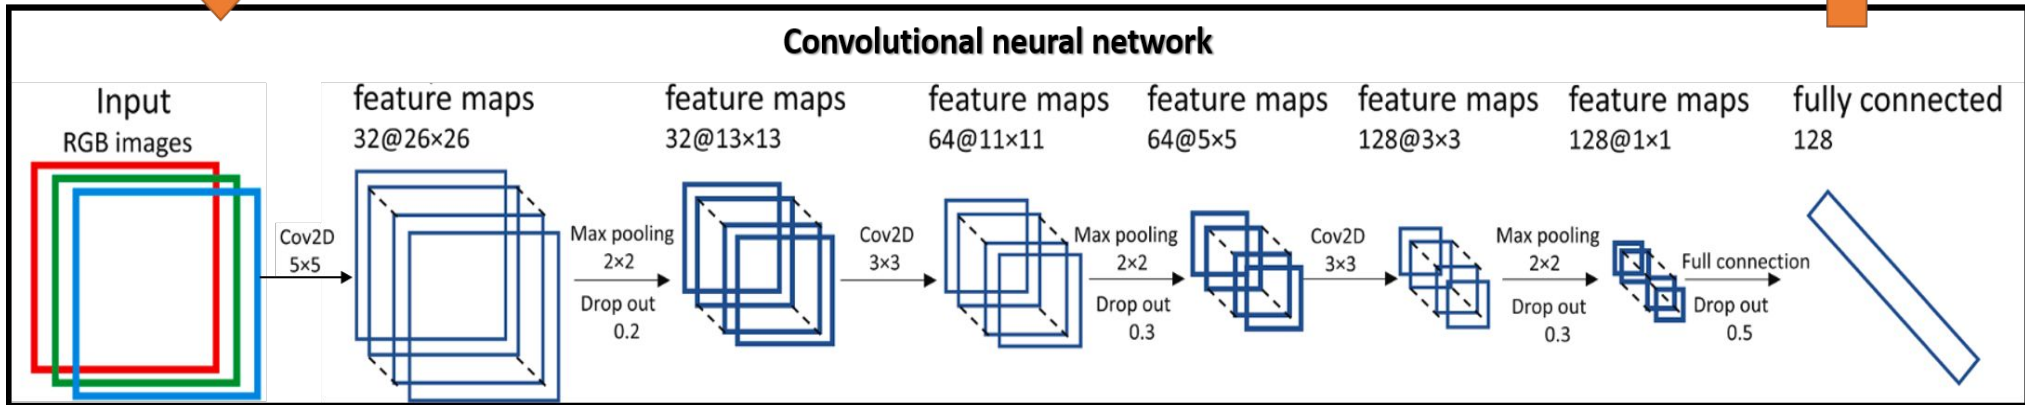 Convolutional neural network
Input
RGB images
Cov2D
5×5
feature maps
32@26×26
Max pooling
2×2
Drop out
0.2
feature maps
32@13×13
Cov2D
3×3
feature maps
64@11×11
Max pooling
2×2
Drop out
0.3
feature maps
64@5×5
Cov2D
3×3
feature maps
128@3×3
Max pooling
2×2
Drop out
0.3
feature maps
128@1×1
Full connection
Drop out
0.5
fully connected
128